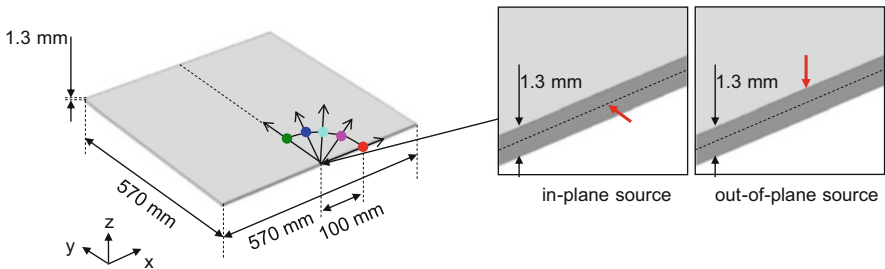 1.3 mm
570 mm
570 mm
100 mm
z
y
x
1.3 mm
in-plane source
1.3 mm
out-of-plane source